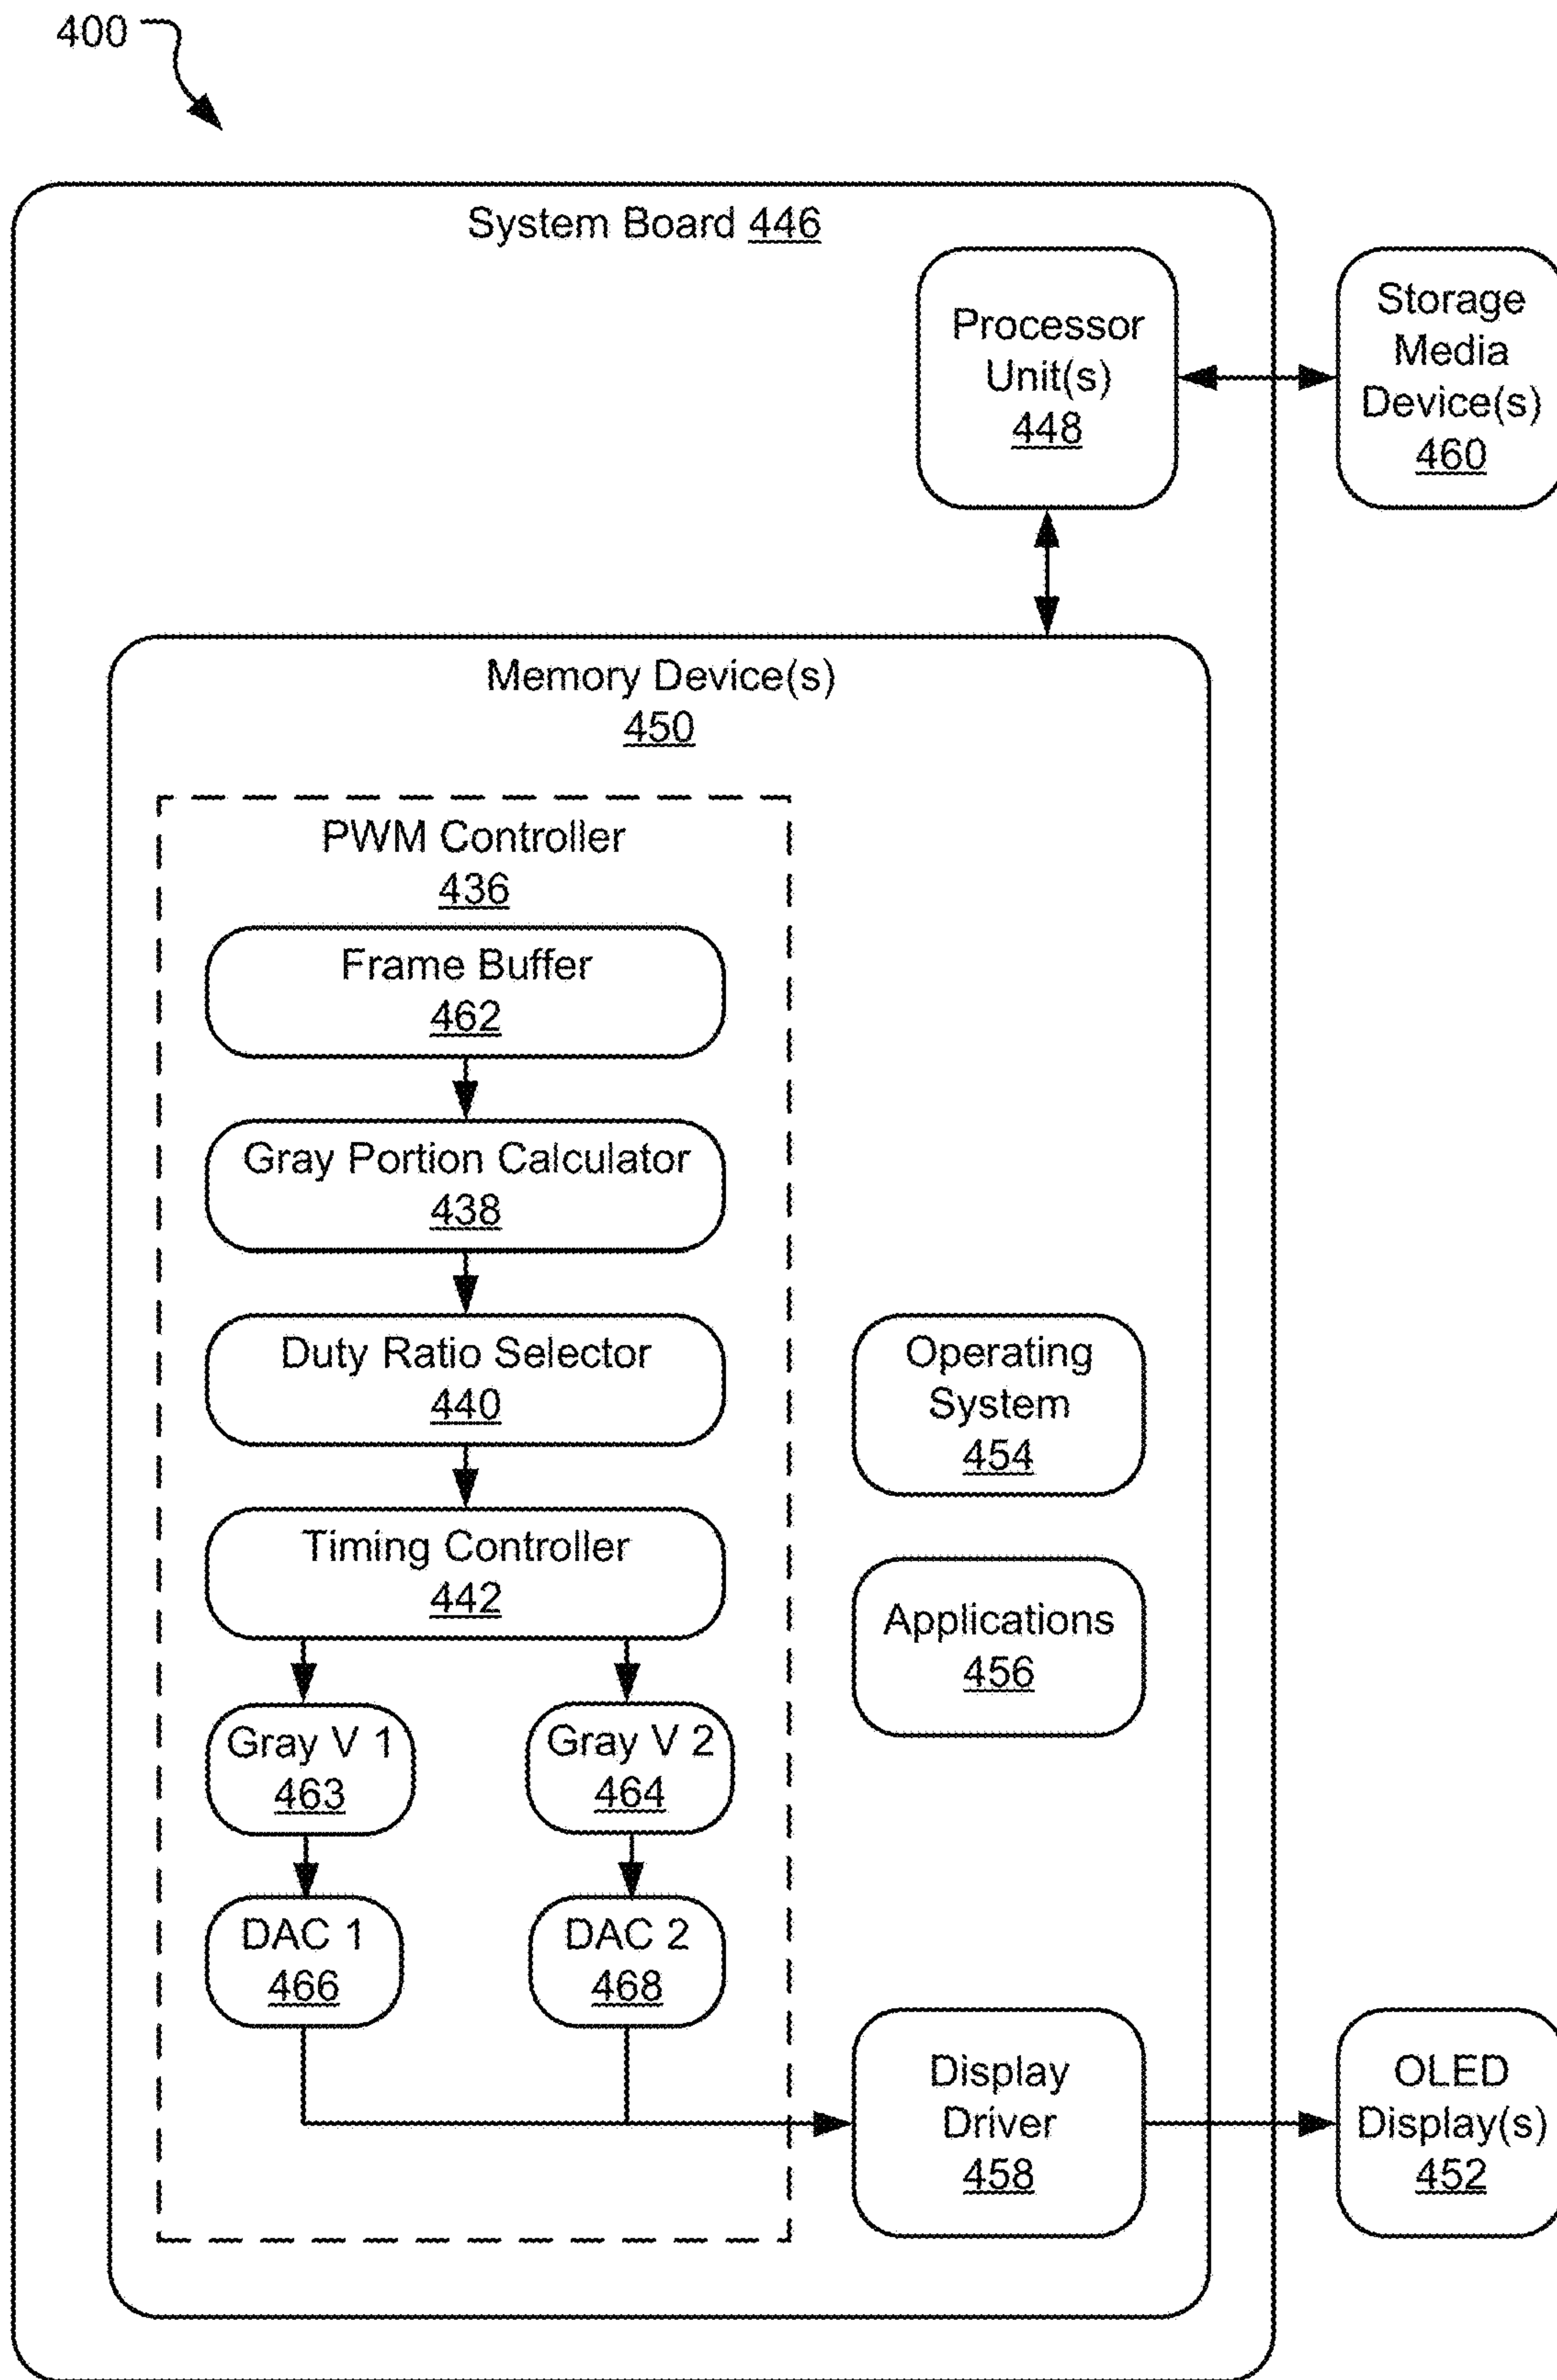 400
System Board 446
Processor
Unit(s)
448
Storage
Media
Device(s)
460
Memory Device(s)
450
PWM Controller
436
Frame Buffer
462
Gray Portion Calculator
438
Duty Ratio Selector
440
Timing Controller
442
Gray V 1
463
Gray V 2
464
DAC 1
466
DAC 2
468
Operating
System
454
Applications
456
Display
Driver
458
OLED
Display(s)
452